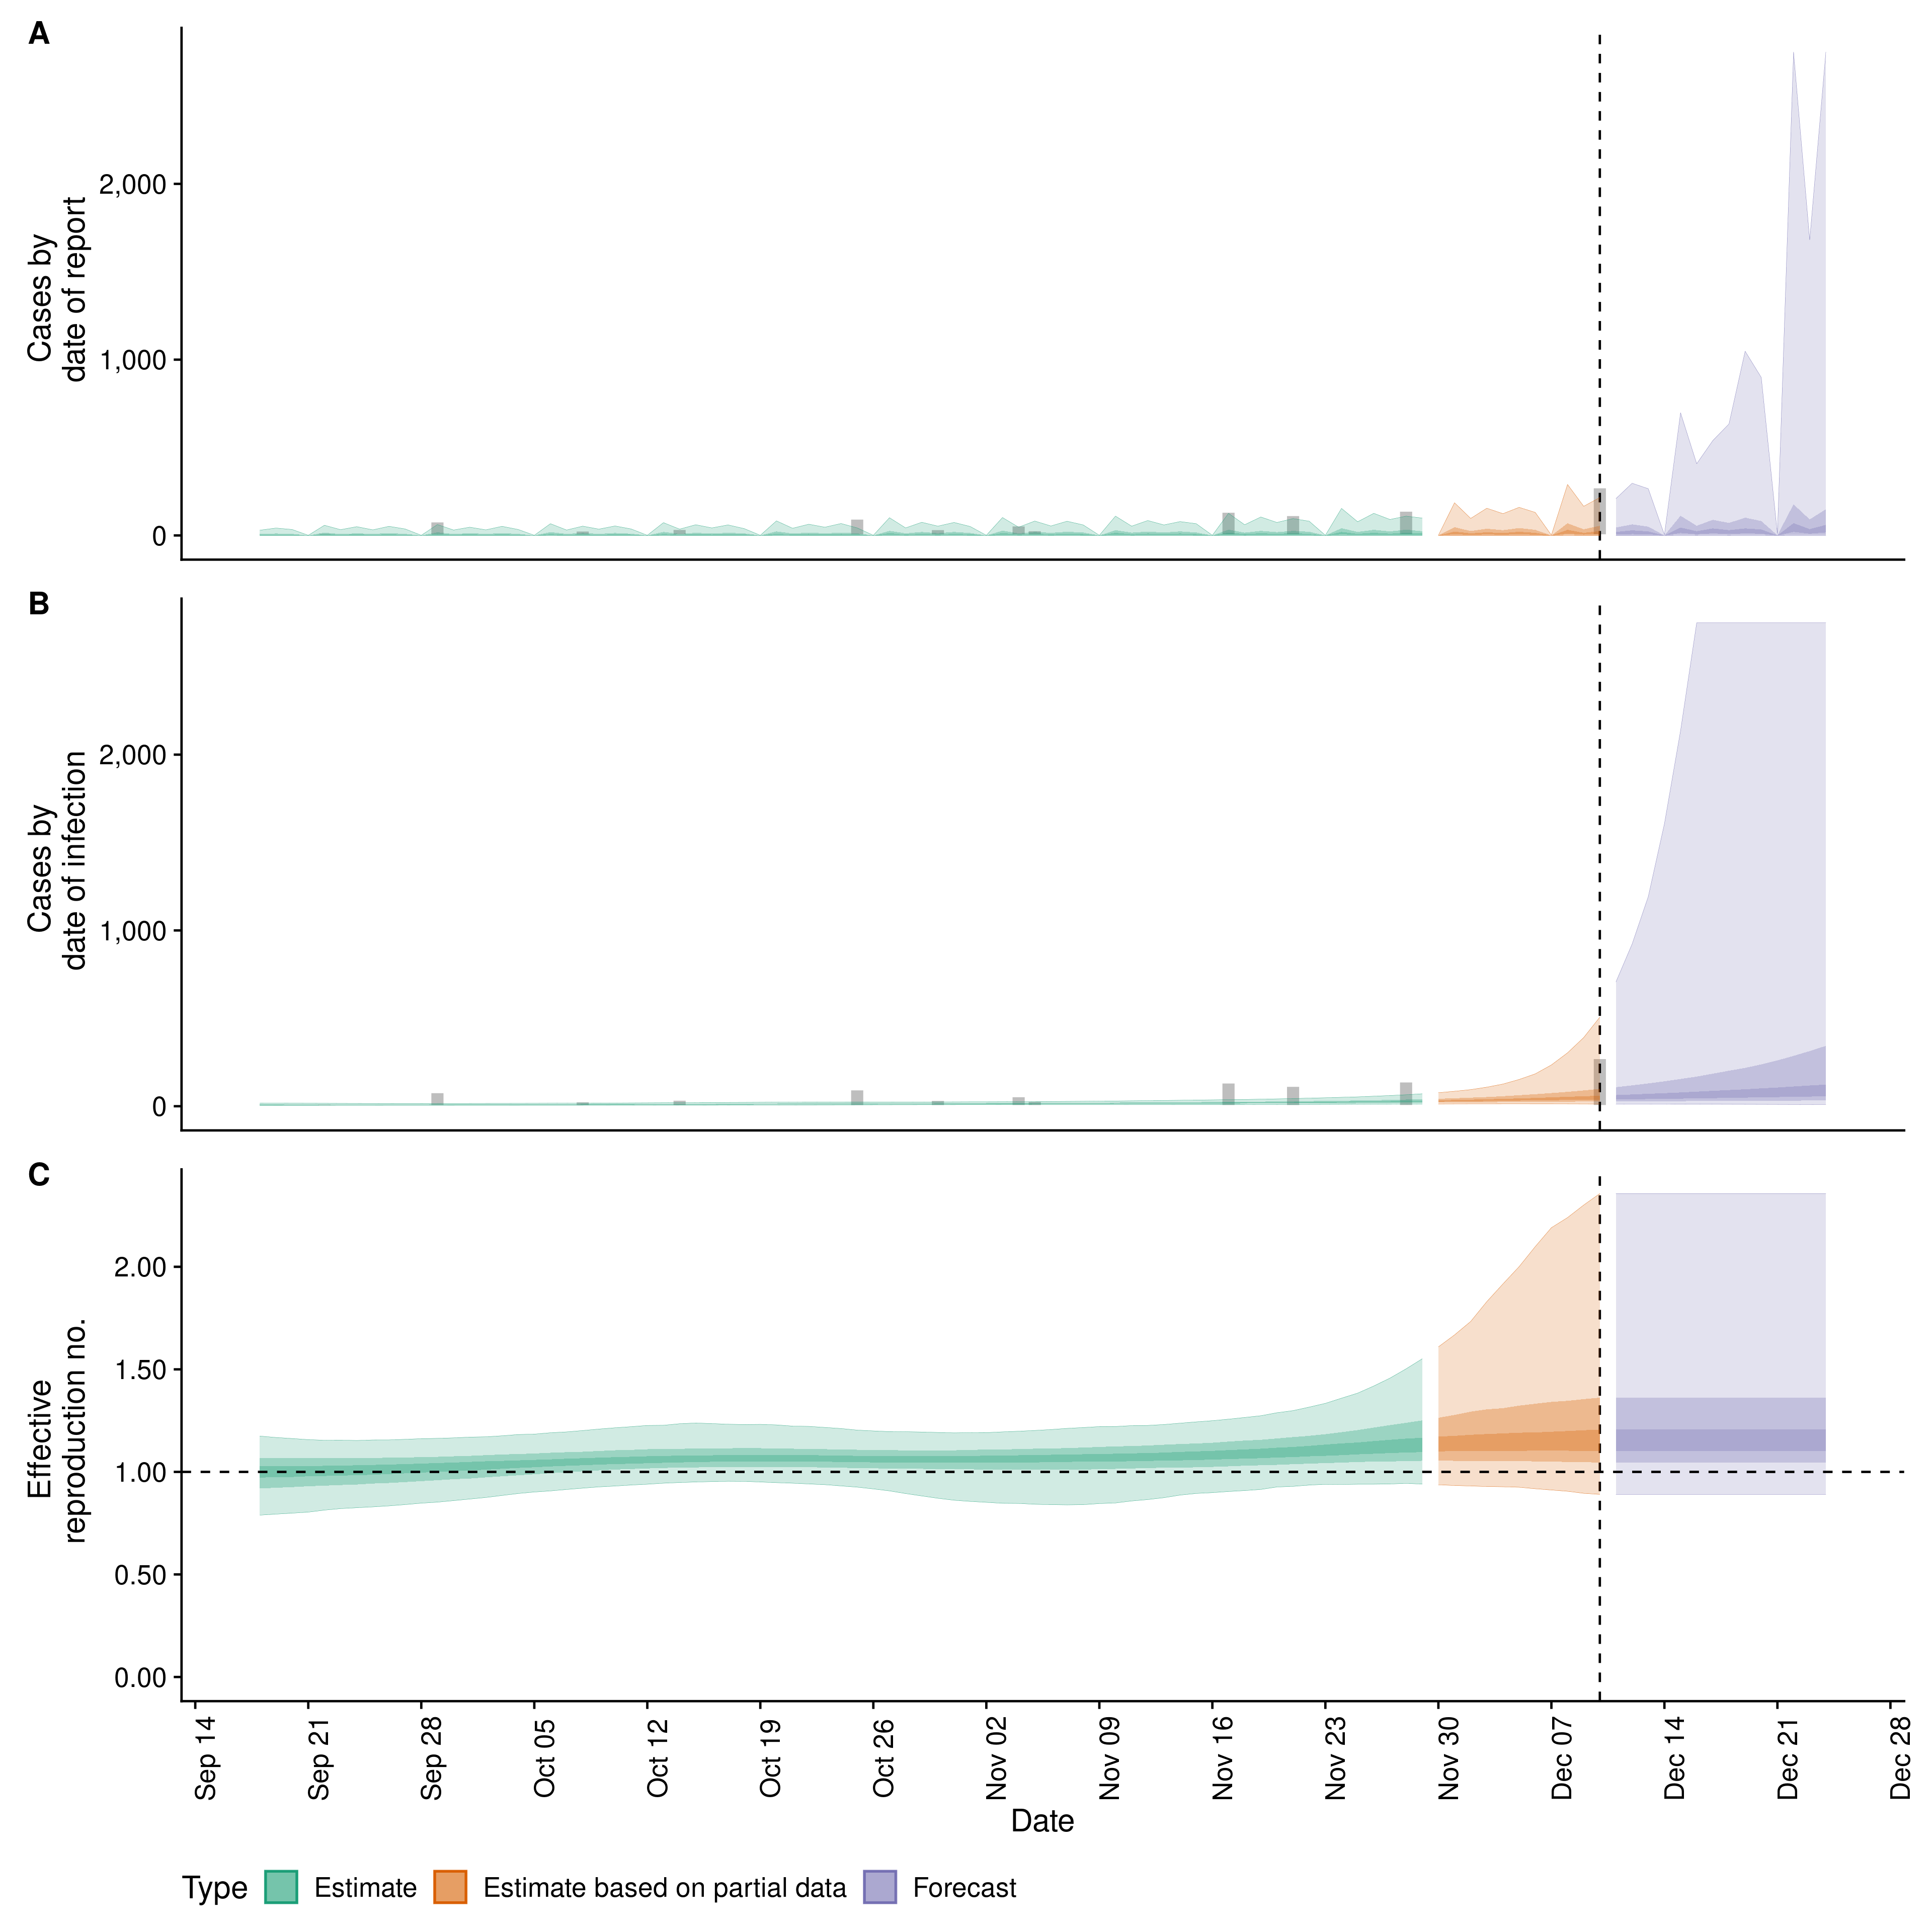 A
Cases by
date of report
2,000
1,000
0
B
Cases by
date of infection
2,000
1,000
0
C
Effective
reproduction no.
2.00
1.50
1.00
0.50
0.00
Sep 14
Sep 21
Sep 28
Oct 05
Oct 12
Oct 19
Oct 26
Nov 02
Nov 09
Nov 16
Nov 23
Nov 30
Dec 07
Dec 14
Dec 21
Dec 28
Date
Type Estimate Estimate based on partial data Forecast